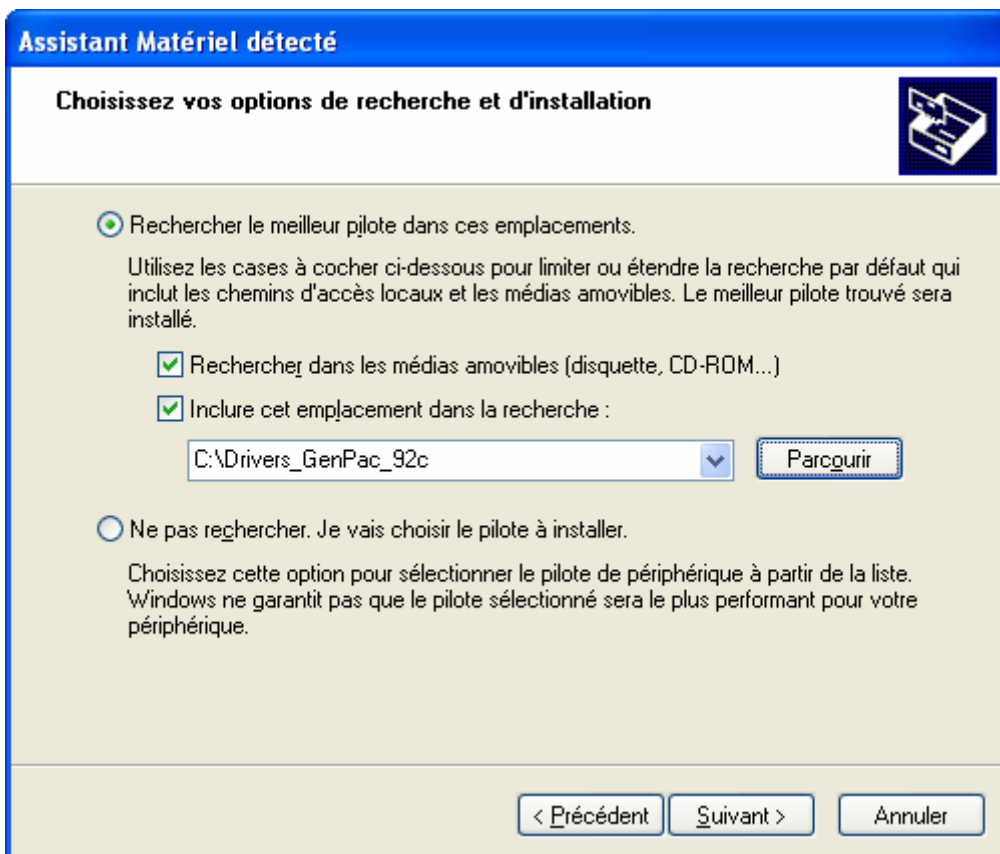 Assistant Matériel détecté
Choisissez vos options de recherche et d'installation
Rechercher le meilleur pilote dans ces emplacements.
Utilisez les cases à cocher ci-dessous pour limiter ou étendre la recherche par défaut qui
inclut les chemins d'accès locaux et les médias amovibles. Le meilleur pilote trouvé sera
installé.
Rechercher dans les médias amovibles (disquette, CD-ROM...)
Inclure cet emplacement dans la recherche :
C:\Drivers_GenPac_92c
Parcourir
Ne pas rechercher. Je vais choisir le pilote à installer.
Choisissez cette option pour sélectionner le pilote de périphérique à partir de la liste.
Windows ne garantit pas que le pilote sélectionné sera le plus performant pour votre
périphérique.
< Précédent
Suivant >
Annuler